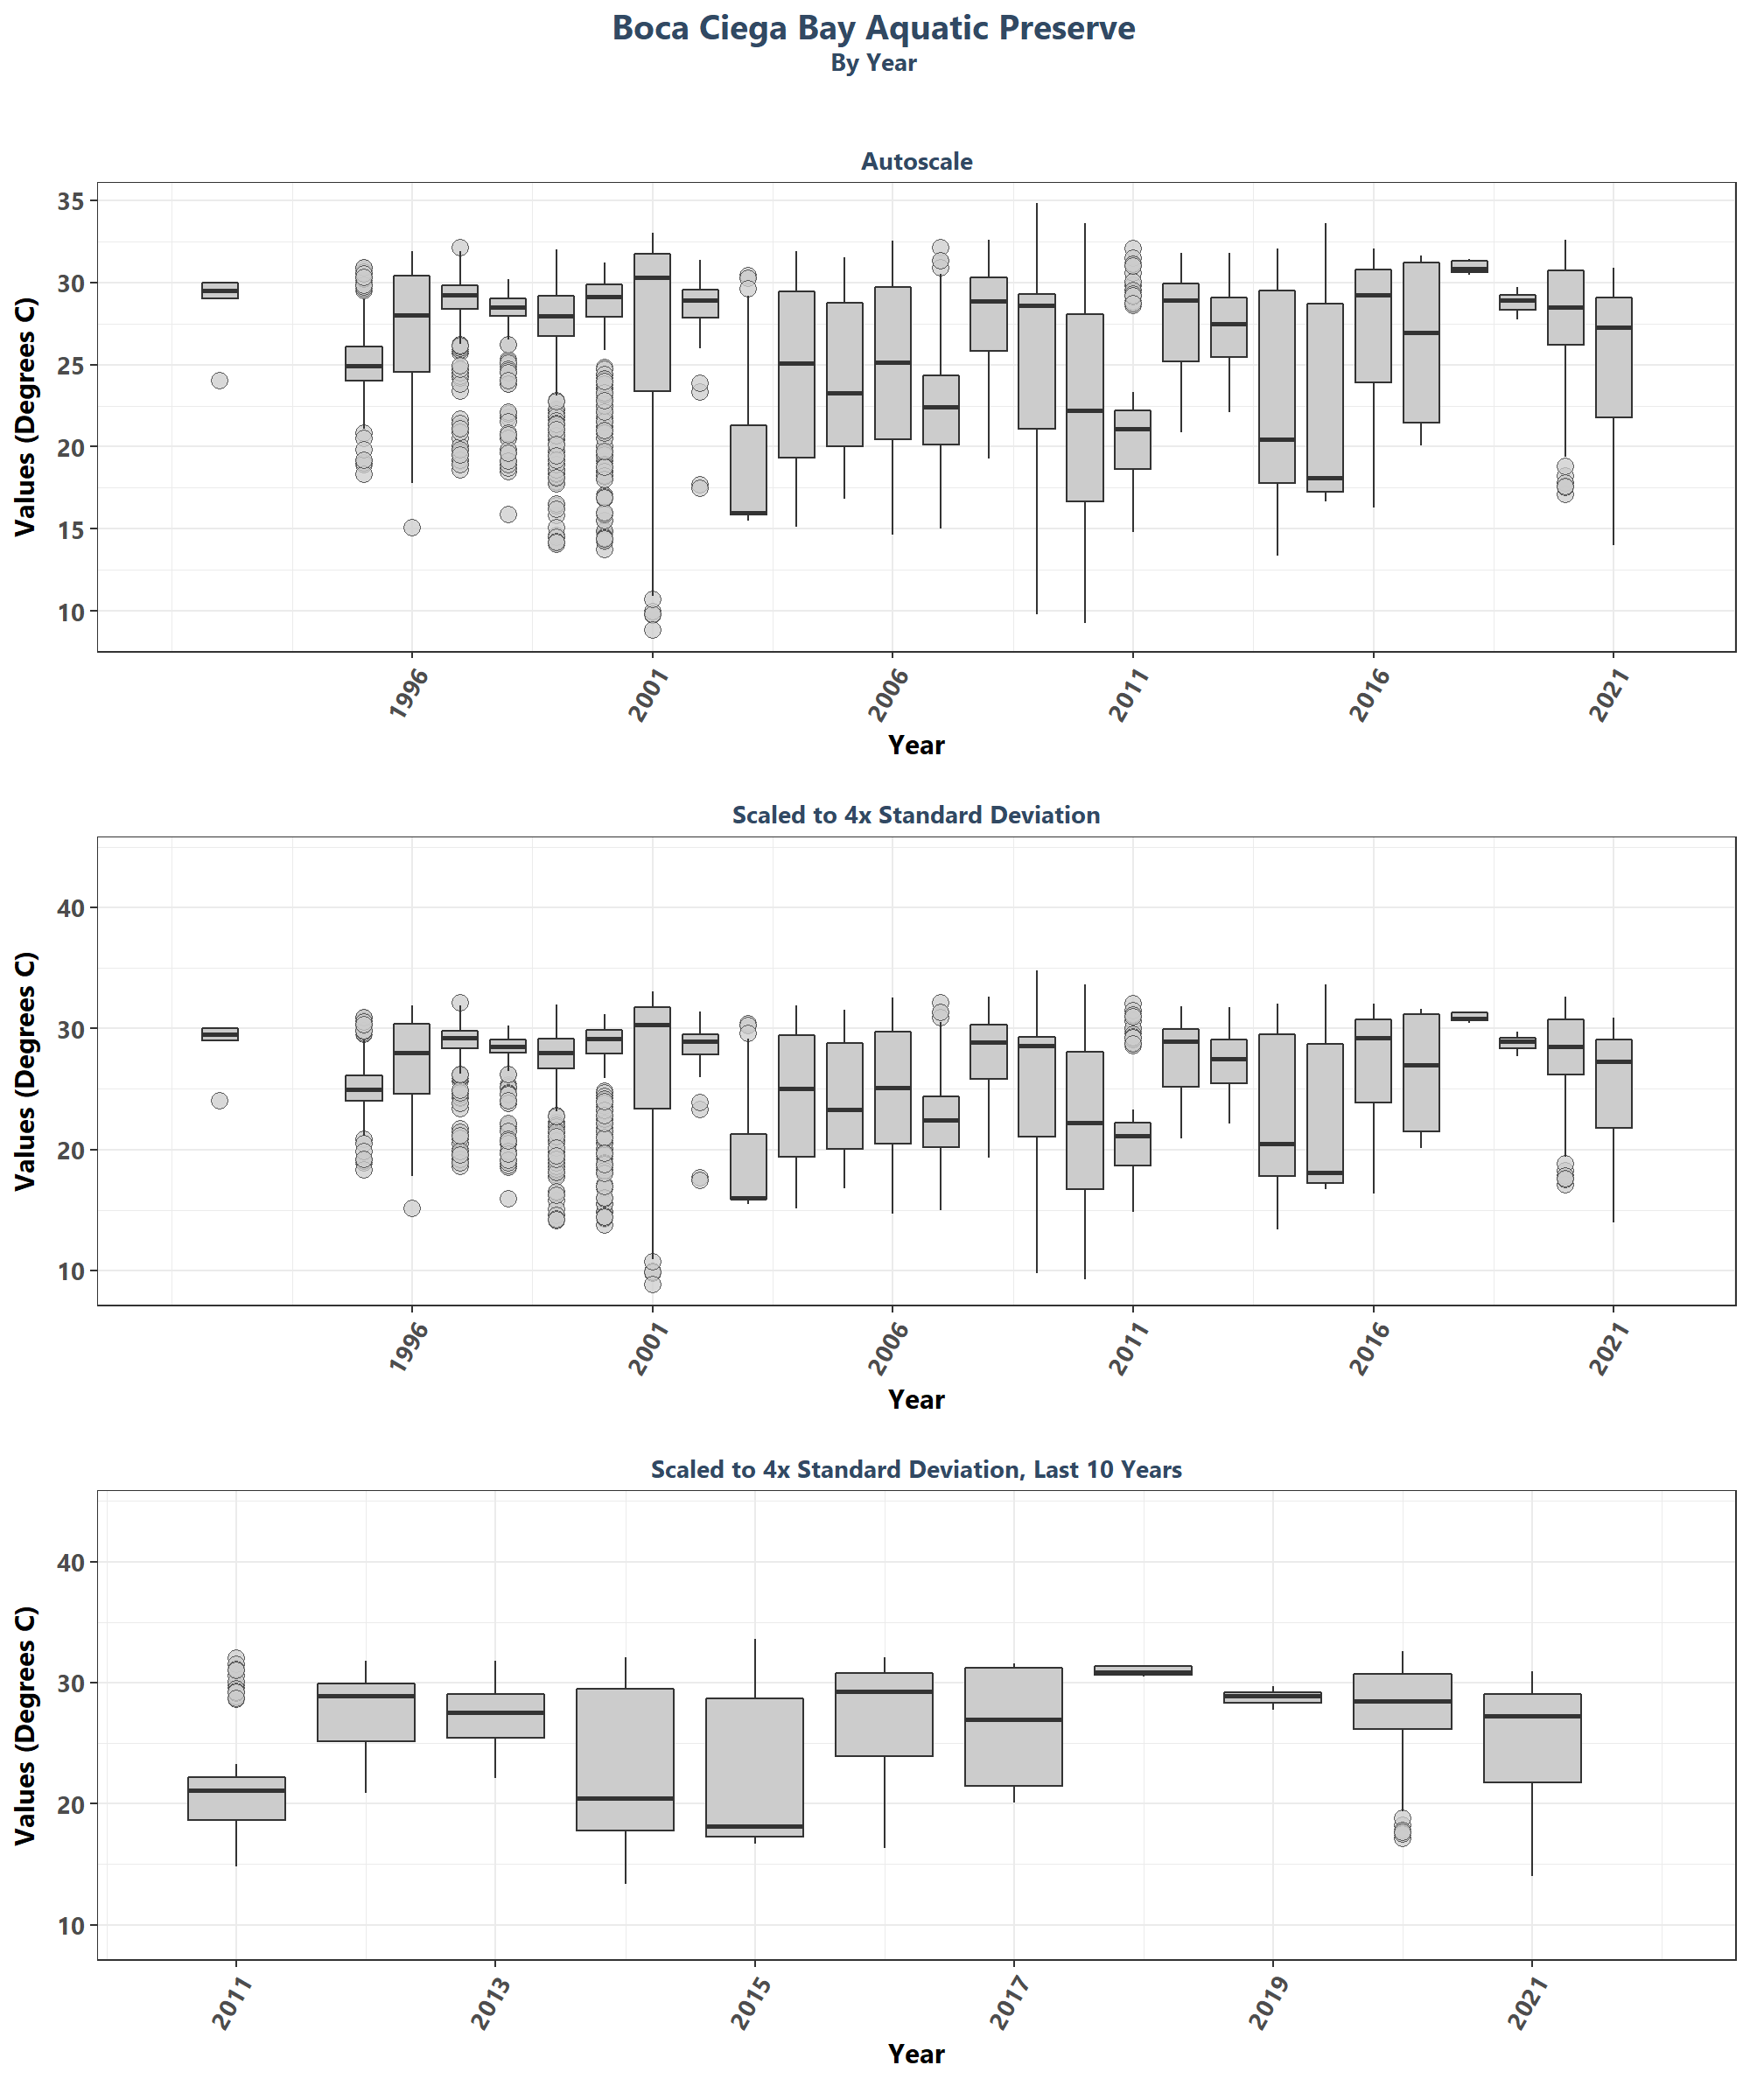 Boca Ciega Bay Aquatic Preserve
By Year
Autoscale
Values (Degrees C)
35
30
25
20
15
10
1996
2001
2006
2011
2016
2021
Year
Scaled to 4x Standard Deviation
Values (Degrees C)
40
30
20
10
1996
2001
2006
2011
2016
2021
Year
Scaled to 4x Standard Deviation, Last 10 Years
Values (Degrees C)
40
30
20
10
2011
2013
2015
2017
2019
2021
Year